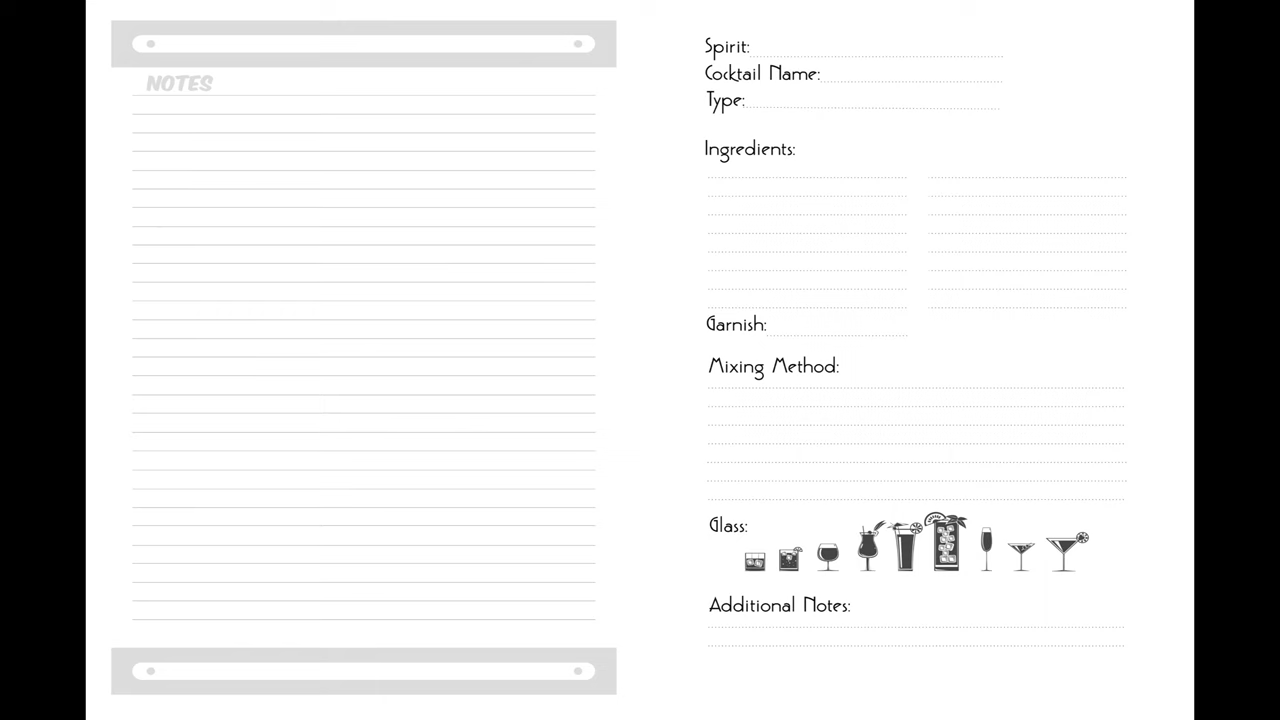 NOTES
Spirit:
Cocktail Name:
Type:
Ingredients:
Garnish:
Mixing Method:
Glass:
Additional Notes: